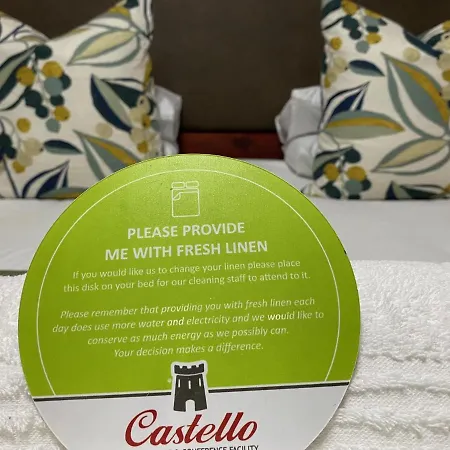 PLEASE PROVIDE
ME WITH FRESH LINEN
If you would like us to change your linen please place
this disk on your bed for our cleaning staff to attend to it.
Please remember that providing you with fresh linen each
day does use more water and electricity and we would like to
conserve as much energy as we possibly can.
Your decision makes a difference.
Castello
CONFERENCE FACILITY